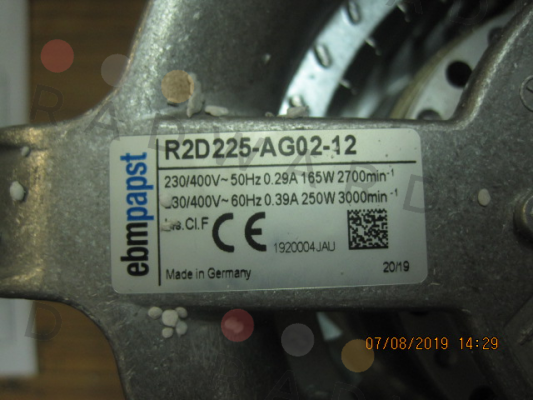 ebmpapst
R2D225-AG02-12
230/400V~ 50Hz 0.29A 165W 2700min-1
30/400V~ 60Hz 0.39A 250W 3000min-1
s.Cl.F CE 1920004JAU
Made in Germany 20/19
07/08/2019 14:29